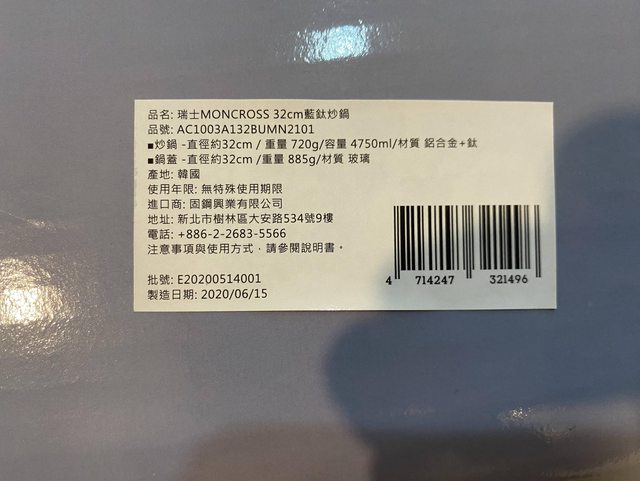 品名: 瑞士MONCROSS 32cm藍鈦炒鍋
品號: AC1003A132BUMN2101
▪炒鍋 -直徑約32cm / 重量 720g/容量 4750ml/材質 鋁合金+鈦
▪鍋蓋 -直徑約32cm /重量 885g/材質 玻璃
產地: 韓國
使用年限: 無特殊使用期限
進口商: 固鋼興業有限公司
地址: 新北市樹林區大安路534號9樓
電話: +886-2-2683-5566
注意事項與使用方式，請參閱說明書。
批號: E20200514001
製造日期: 2020/06/15
4 714247 321496